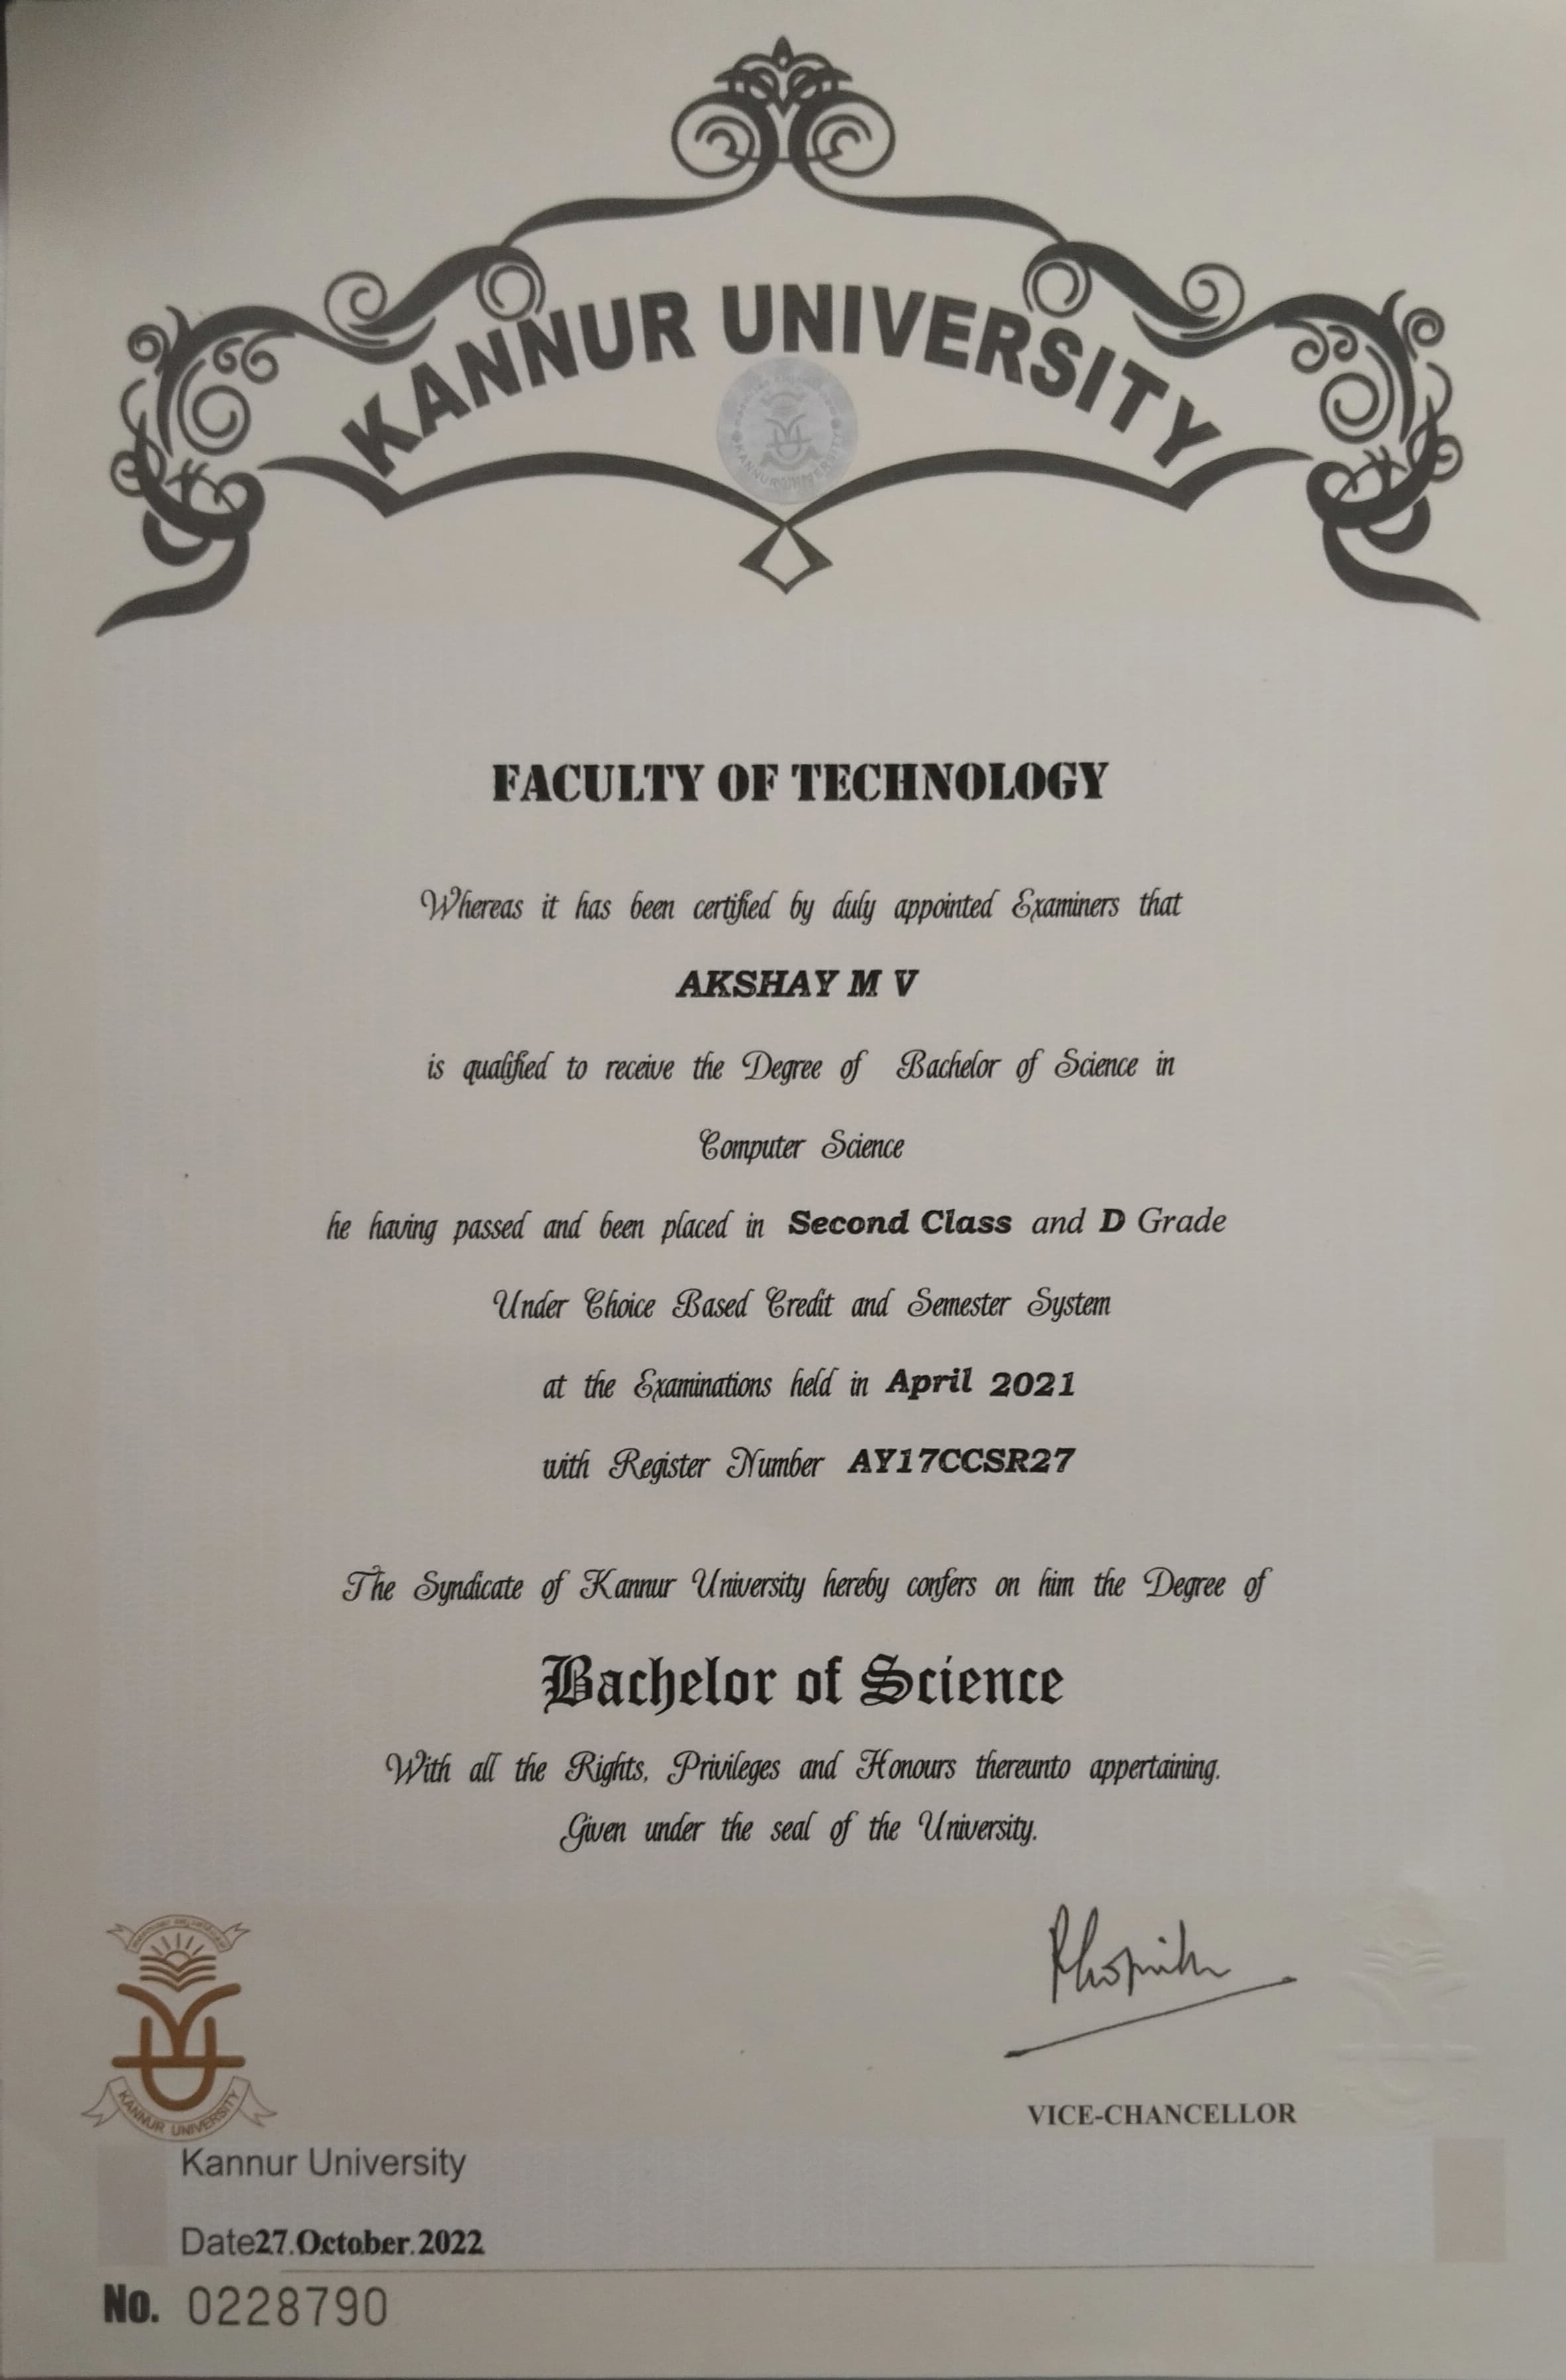 KANNUR UNIVERSITY
FACULTY OF TECHNOLOGY
Whereas it has been certified by duly appointed Examiners that
AKSHAY M V
is qualified to receive the Degree of Bachelor of Science in
Computer Science
he having passed and been placed in Second Class and D Grade
Under Choice Based Credit and Semester System
at the Examinations held in April 2021
with Register Number AY17CCSR27
The Syndicate of Kannur University hereby confers on him the Degree of
Bachelor of Science
With all the Rights, Privileges and Honours thereunto appertaining.
Given under the seal of the University.
KANNUR UNIVERSITY
VICE-CHANCELLOR
Kannur University
Date27.October.2022
No. 0228790